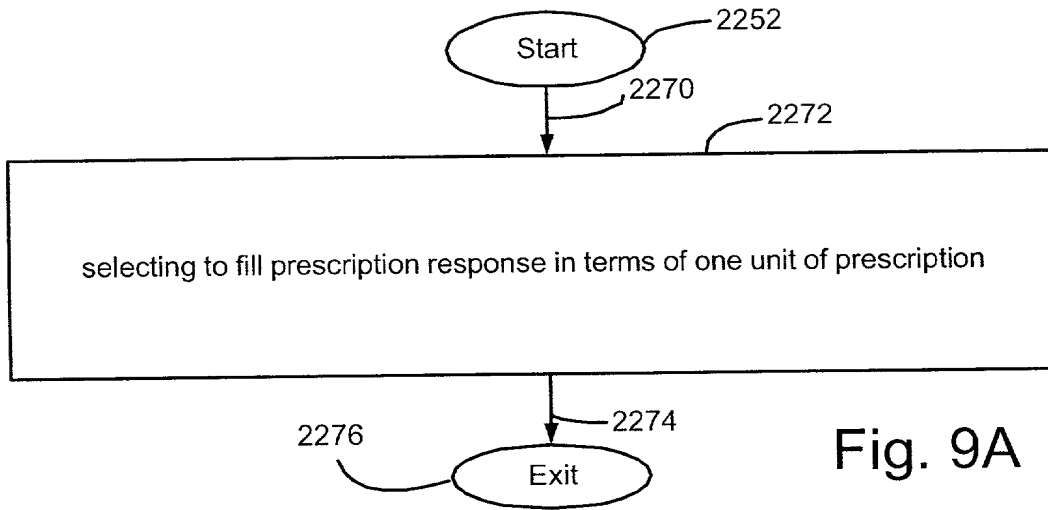 Start
2252
2270
2272
selecting to fill prescription response in terms of one unit of prescription
2274
2276
Exit
Fig. 9A